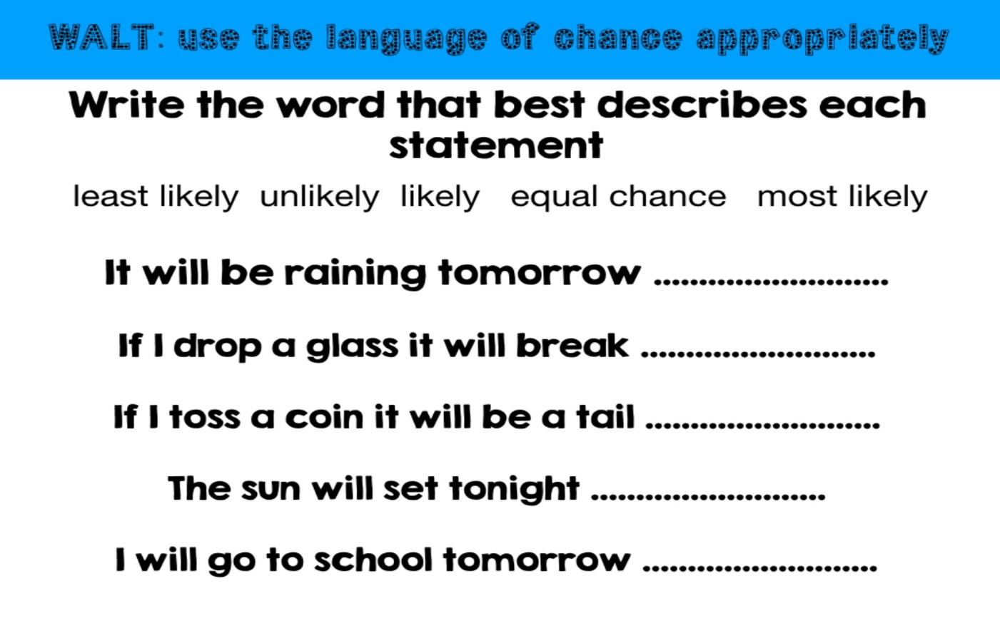 WALT: use the language of chance appropriately
Write the word that best describes each
statement
least likely unlikely likely equal chance most likely
It will be raining tomorrow ..........................
If I drop a glass it will break ..........................
If I toss a coin it will be a tail ..........................
The sun will set tonight ..........................
I will go to school tomorrow ..........................